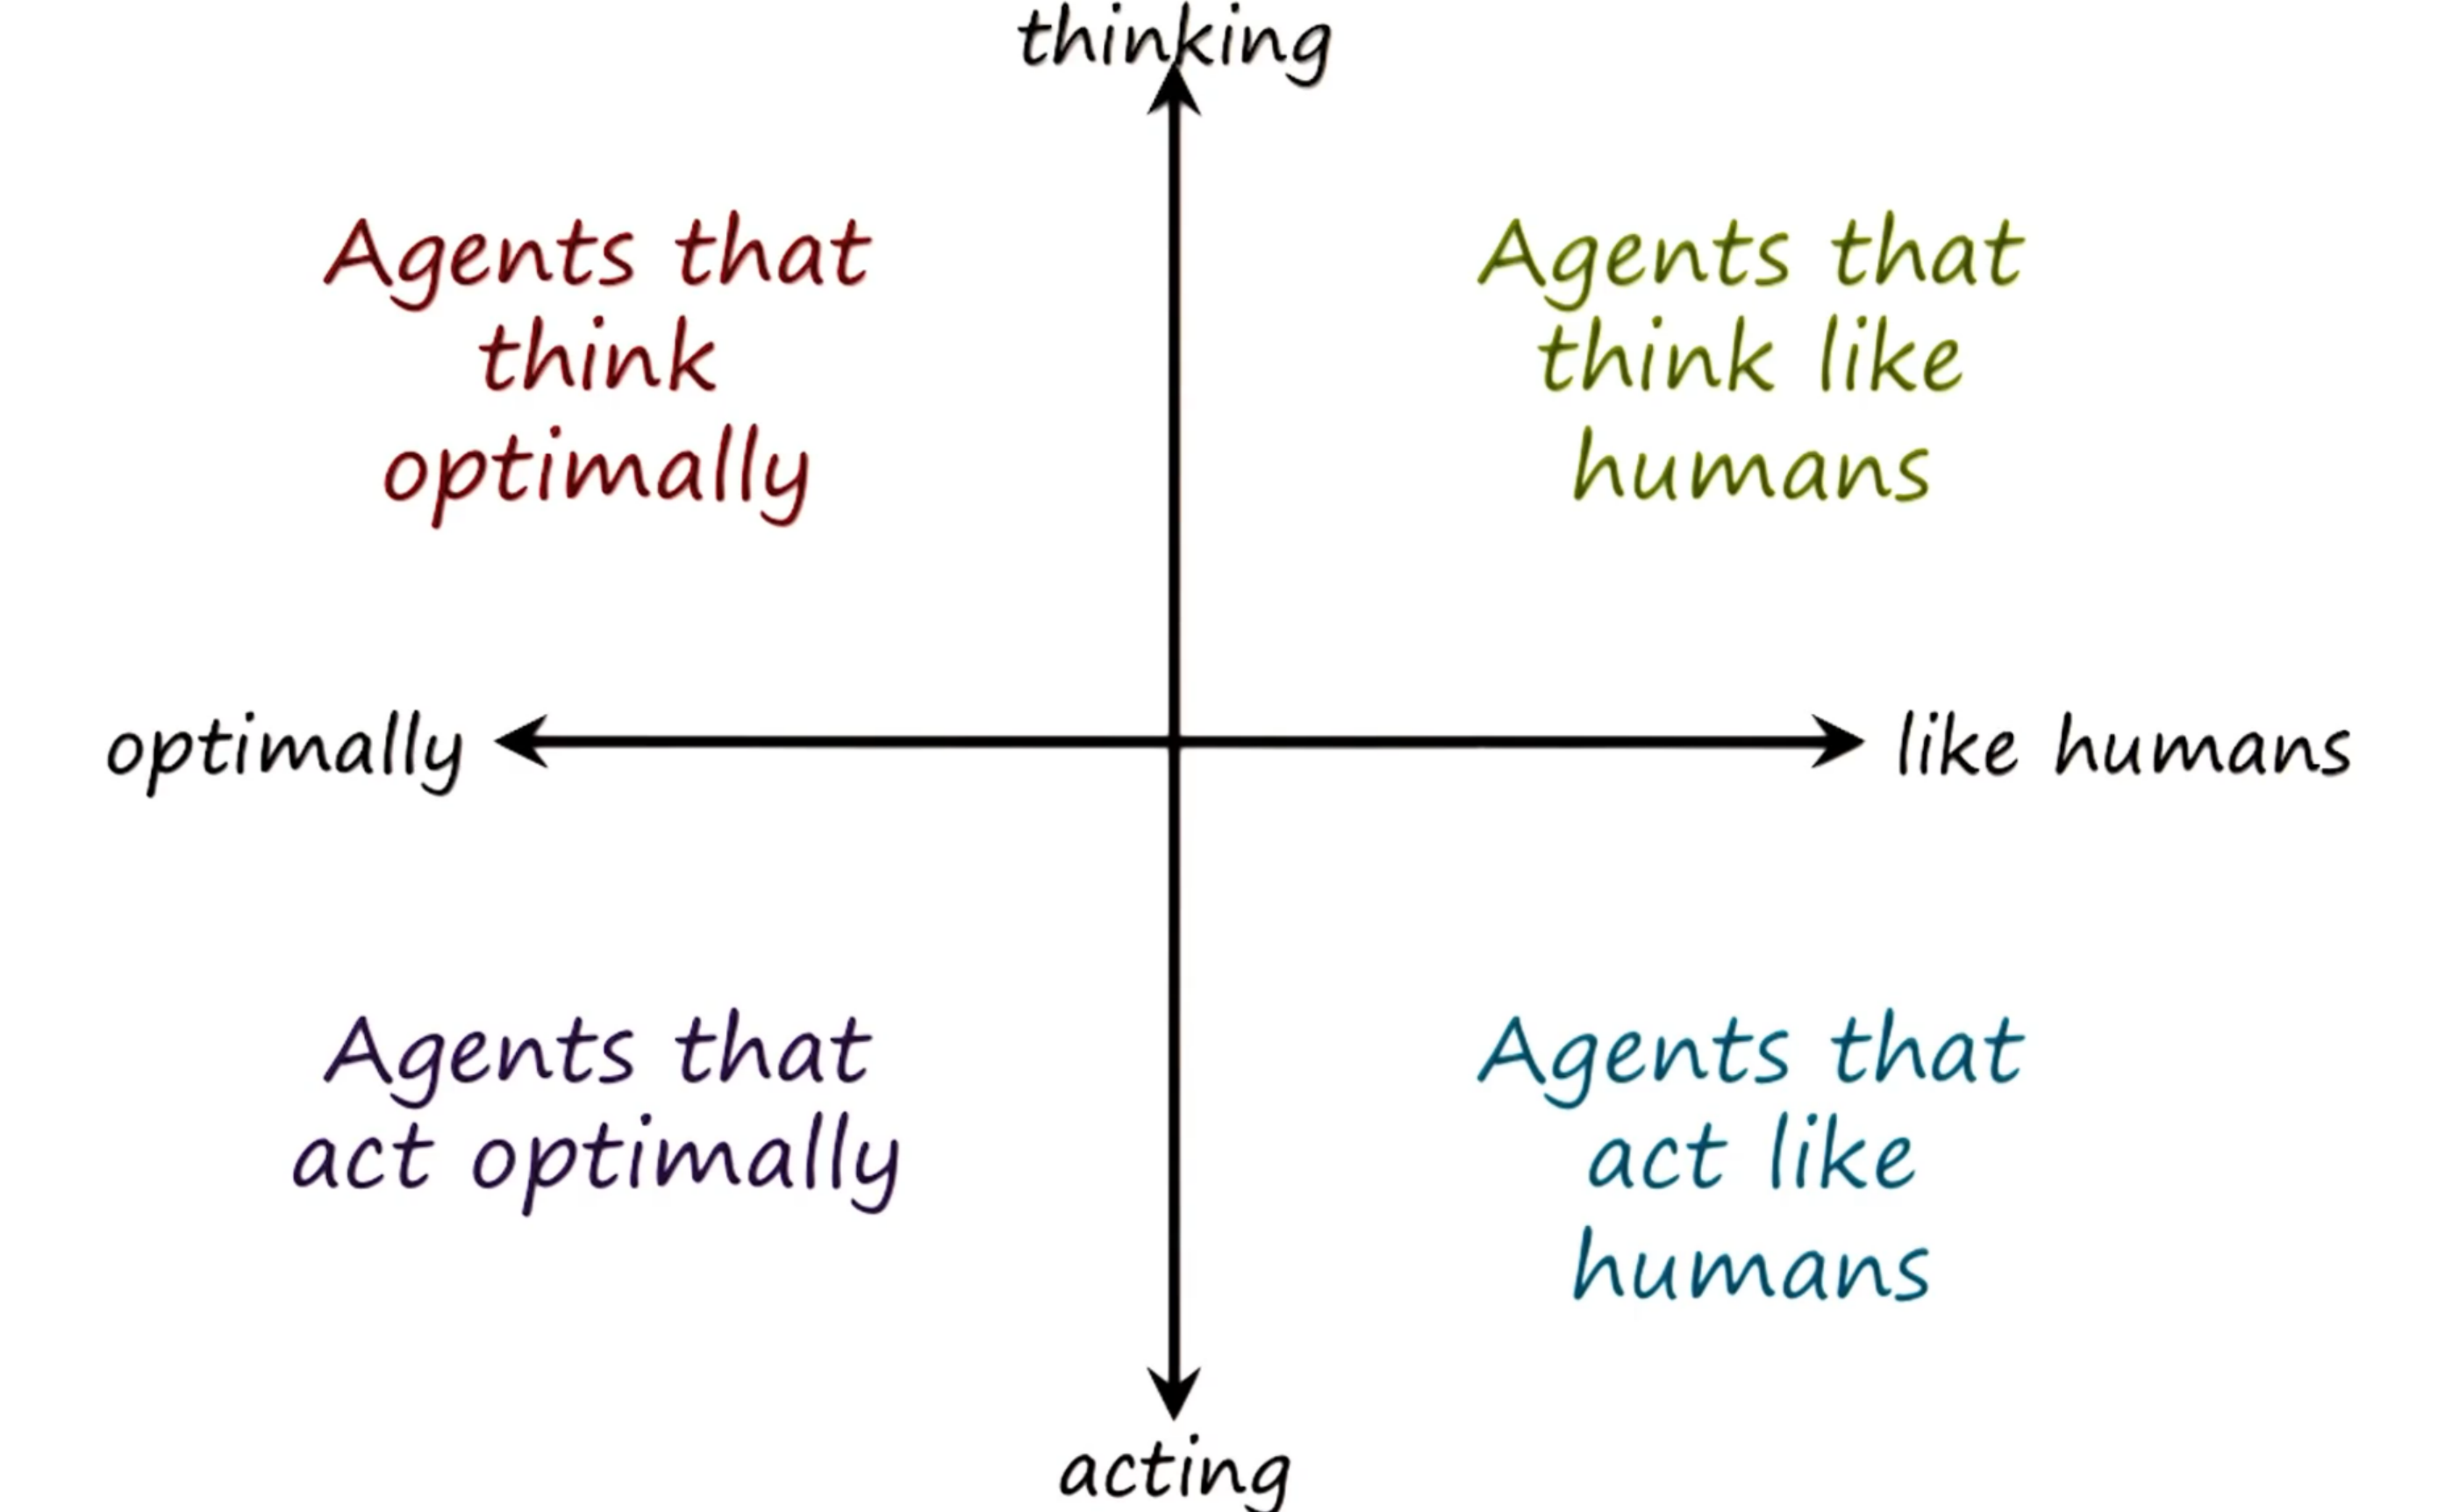 thinking
Agents that
think
optimally
Agents that
think like
humans
optimally
like humans
Agents that
act optimally
Agents that
act like
humans
acting